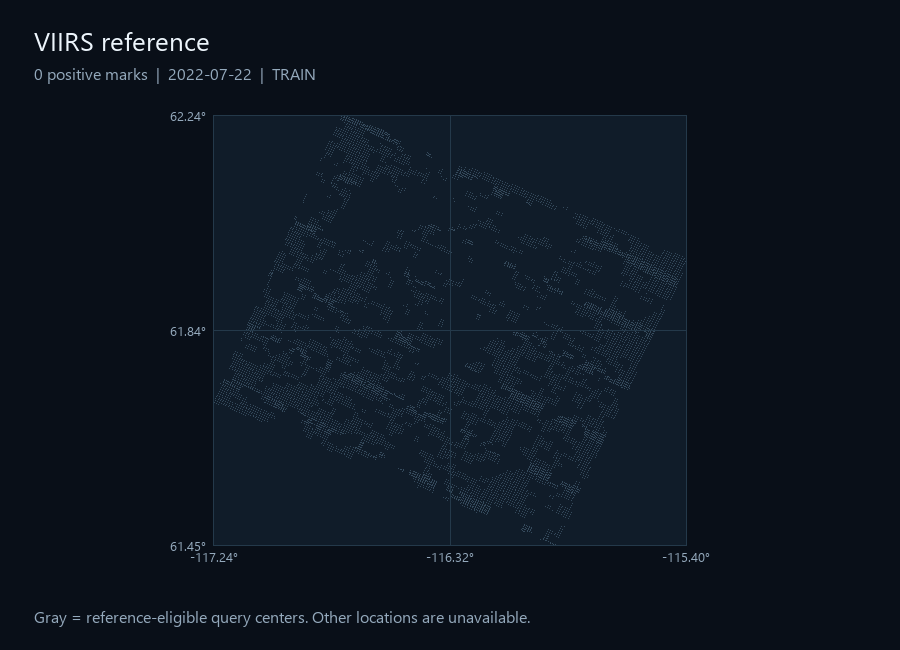 VIIRS reference
0 positive marks | 2022-07-22 | TRAIN
62.24°
61.84°
61.45°
-117.24°
-116.32°
-115.40°
Gray = reference-eligible query centers. Other locations are unavailable.